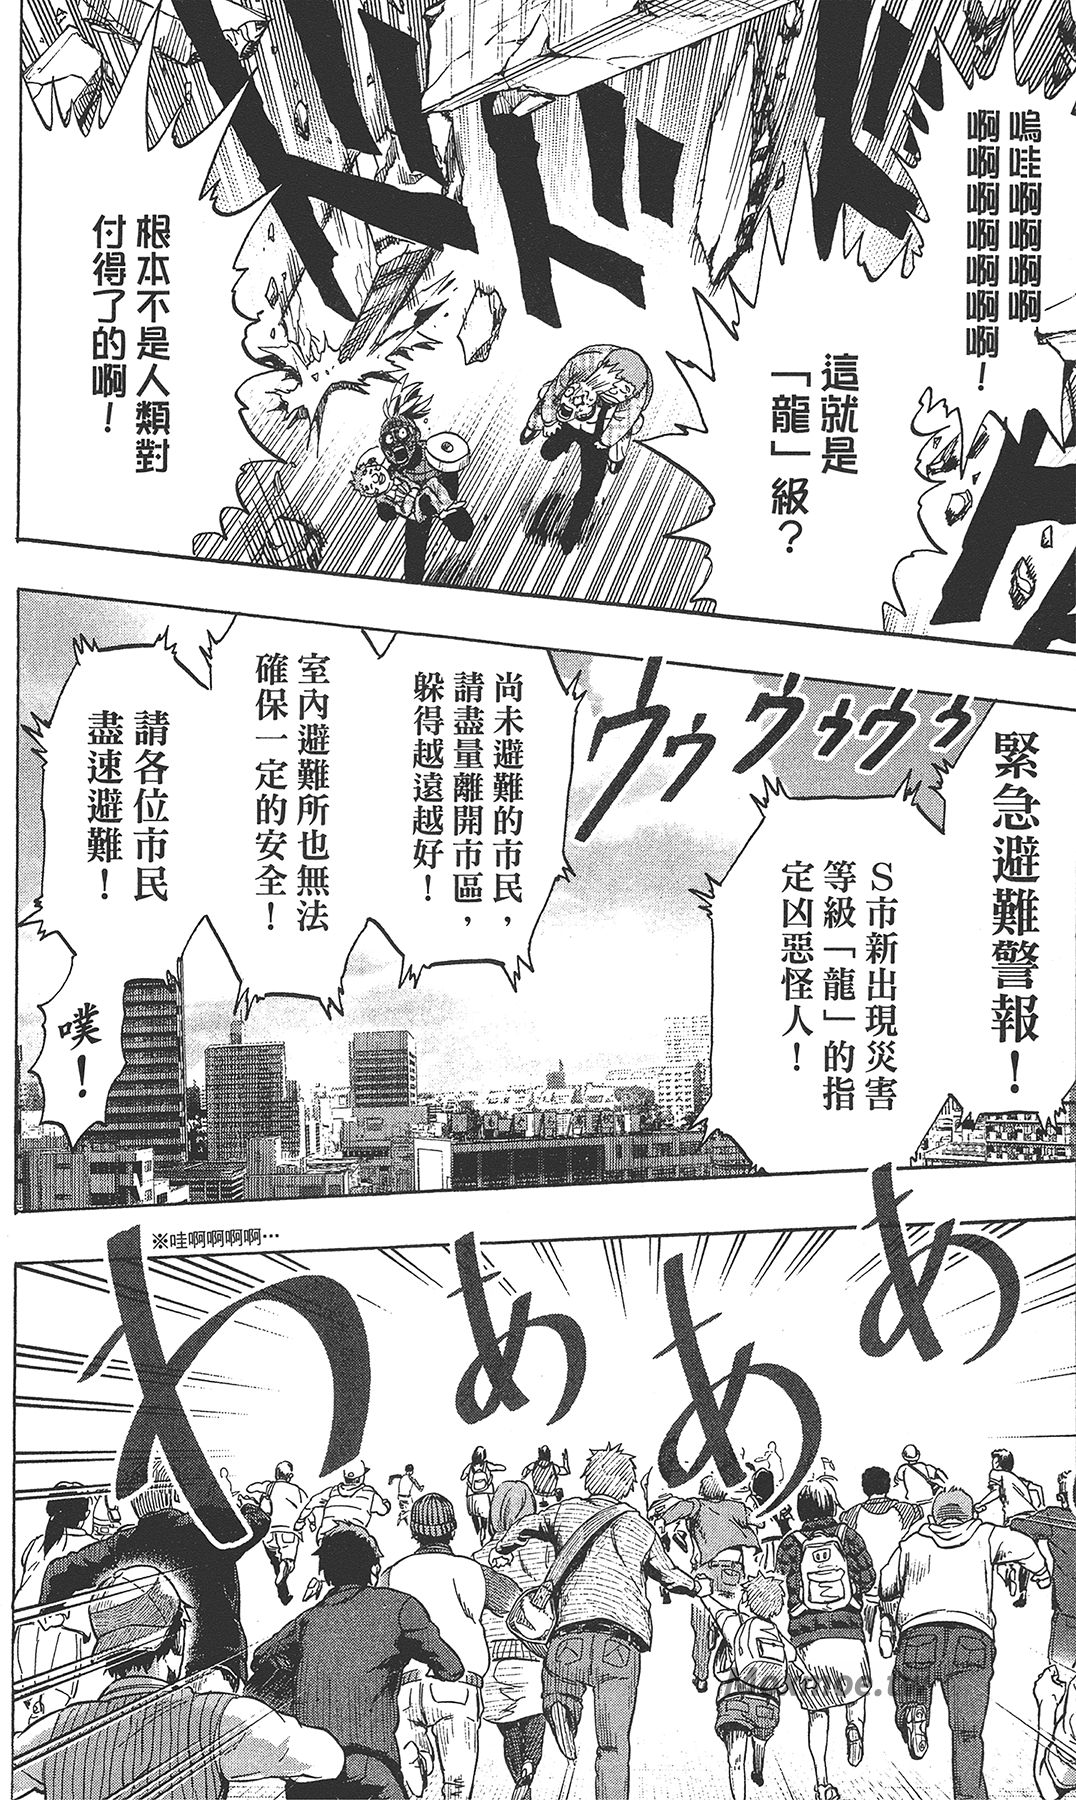 嗚哇啊啊啊啊
啊啊啊啊啊啊啊！
這就是
「龍」級？
根本不是人類對
付得了的啊！
ドドドド
緊急避難警報！
S市新出現災害
等級「龍」的指
定凶惡怪人！
ウゥウゥウゥ
尚未避難的市民，
請盡量離開市區，
躲得越遠越好！
室內避難所也無法
確保一定的安全！
請各位市民
盡速避難！
噗！
※哇啊啊啊啊…
わあああ